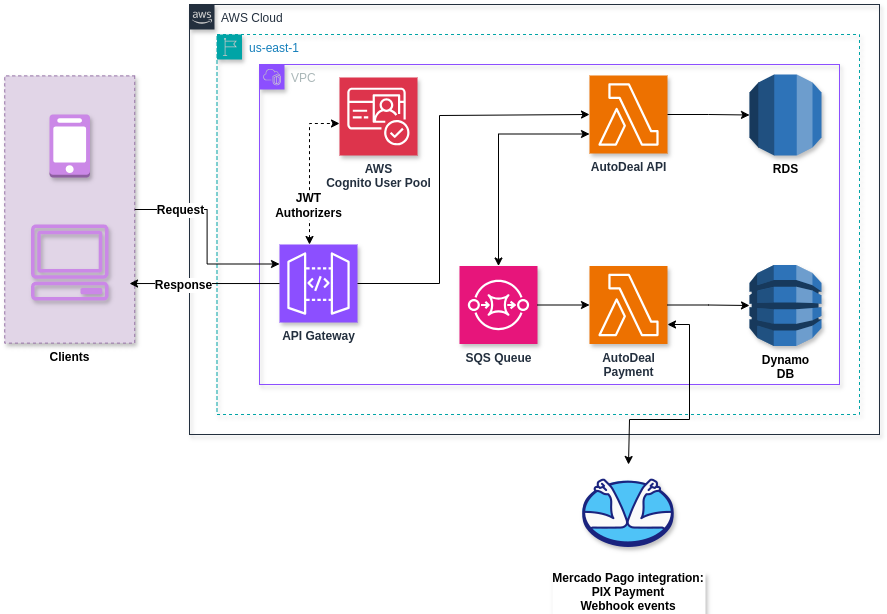 aws
AWS Cloud
us-east-1
VPC
AWS
Cognito User Pool
AutoDeal API
RDS
JWT
Authorizers
Request
Response
API Gateway
Clients
SQS Queue
AutoDeal
Payment
Dynamo
DB
Mercado Pago integration:
PIX Payment
Webhook events